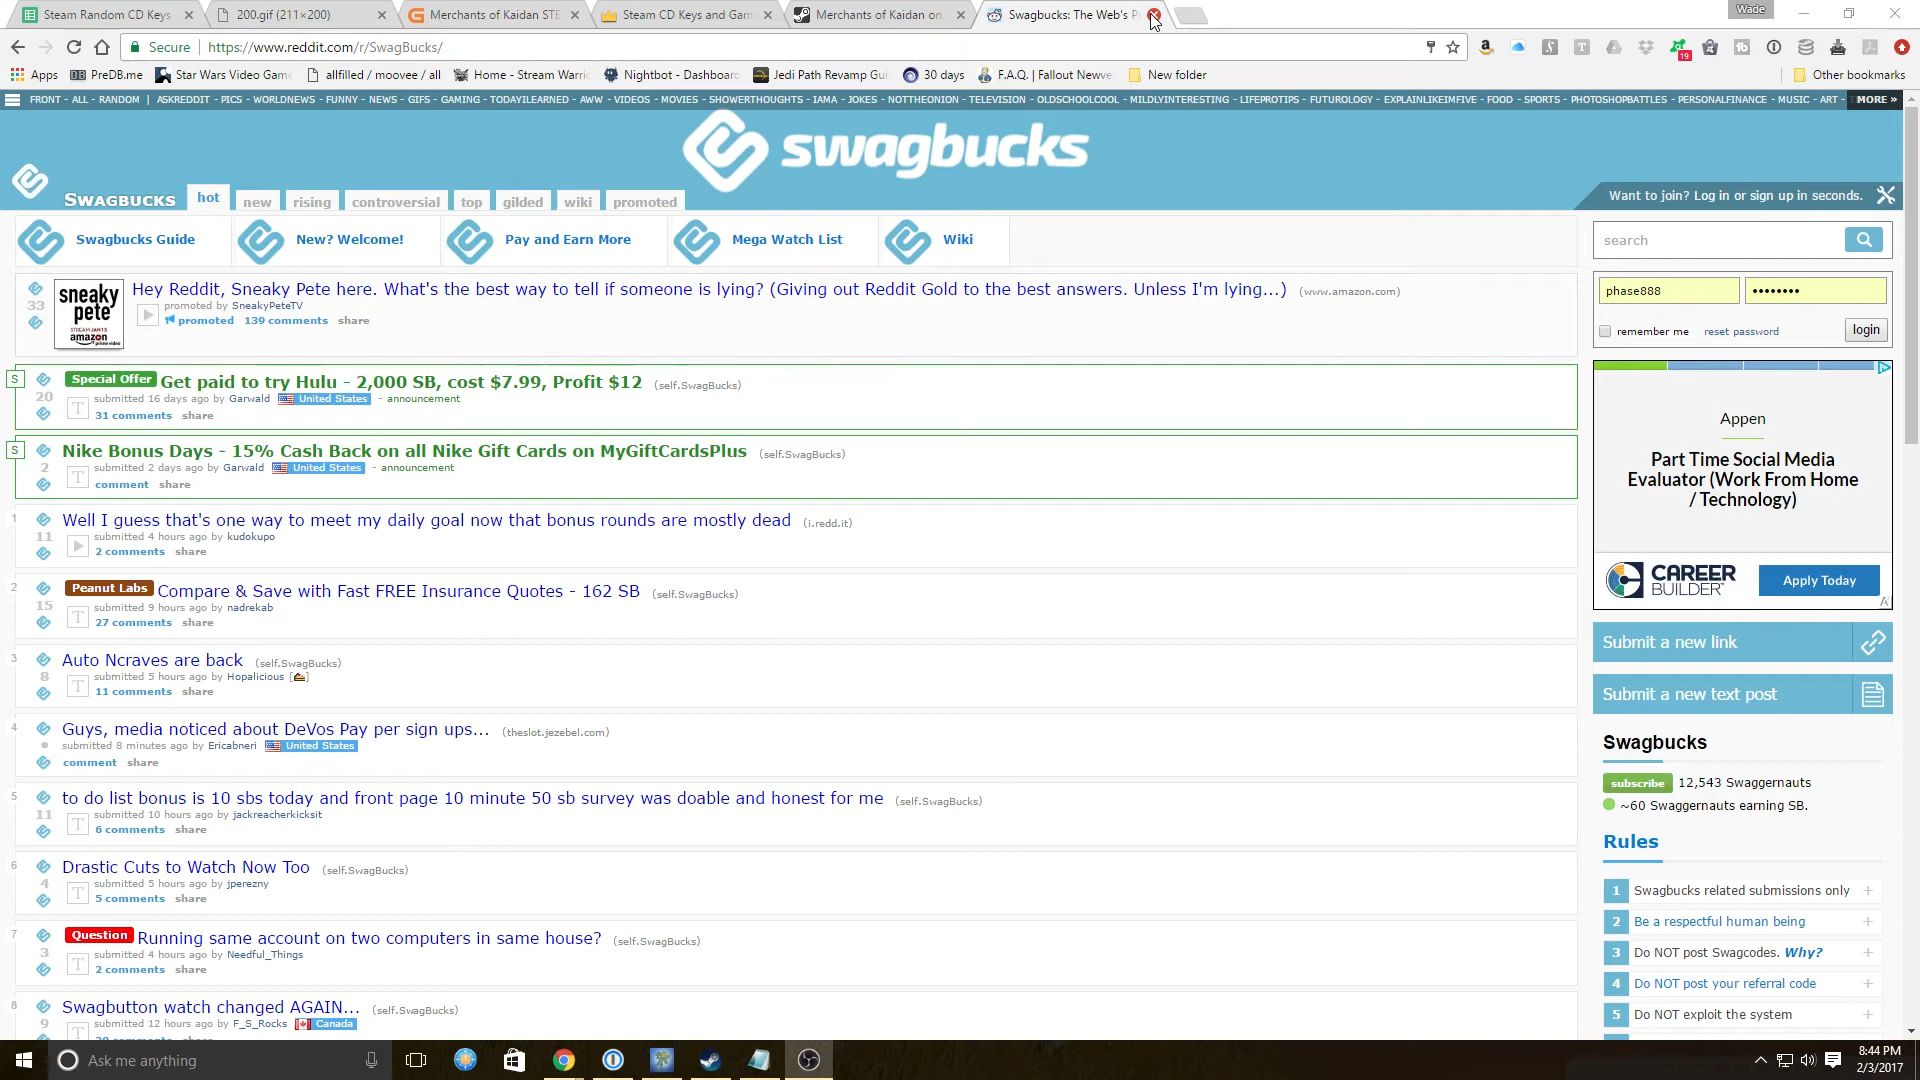 Steam Random CD Keys
200.gif (211×200)
Merchants of Kaidan STE
Steam CD Keys and Gam
Merchants of Kaidan on
Swagbucks: The Web's P
Wade
Secure
https://www.reddit.com/r/SwagBucks/
19
Apps
PreDB.me
Star Wars Video Game
allfilled / moovee / all
Home - Stream Warri
Nightbot - Dashboard
Jedi Path Revamp Gui
30 days
F.A.Q. | Fallout Newve
New folder
Other bookmarks
FRONT - ALL - RANDOM | ASKREDDIT - PICS - WORLDNEWS - FUNNY - NEWS - GIFS - GAMING - TODAYILEARNED - AWW - VIDEOS - MOVIES - SHOWERTHOUGHTS - IAMA - JOKES - NOTTHEONION - TELEVISION - OLDSCHOOLCOOL - MILDLYINTERESTING - LIFEPROTIPS - FUTUROLOGY - EXPLAINLIKEIMFIVE - FOOD - SPORTS - PHOTOSHOPBATTLES - PERSONALFINANCE - MUSIC - ART -
MORE »
swagbucks
SWAGBUCKS
hot
new
rising
controversial
top
gilded
wiki
promoted
Want to join? Log in or sign up in seconds.
Swagbucks Guide
New? Welcome!
Pay and Earn More
Mega Watch List
Wiki
search
33
sneaky
pete
STREAM JAN13
amazon
prime video
Hey Reddit, Sneaky Pete here. What's the best way to tell if someone is lying? (Giving out Reddit Gold to the best answers. Unless I'm lying...) (www.amazon.com)
promoted by SneakyPeteTV
promoted 139 comments share
phase888
••••••••
remember me
reset password
login
S
20
Special Offer Get paid to try Hulu - 2,000 SB, cost $7.99, Profit $12 (self.SwagBucks)
submitted 16 days ago by Garwald United States - announcement
T
31 comments share
S
2
Nike Bonus Days - 15% Cash Back on all Nike Gift Cards on MyGiftCardsPlus (self.SwagBucks)
submitted 2 days ago by Garwald United States - announcement
T
comment share
1
11
Well I guess that's one way to meet my daily goal now that bonus rounds are mostly dead (i.redd.it)
submitted 4 hours ago by kudokupo
2 comments share
2
15
Peanut Labs Compare & Save with Fast FREE Insurance Quotes - 162 SB (self.SwagBucks)
submitted 9 hours ago by nadrekab
T
27 comments share
3
8
Auto Ncraves are back (self.SwagBucks)
submitted 5 hours ago by Hopalicious
T
11 comments share
4
•
Guys, media noticed about DeVos Pay per sign ups... (theslot.jezebel.com)
submitted 8 minutes ago by Ericabneri United States
comment share
5
11
to do list bonus is 10 sbs today and front page 10 minute 50 sb survey was doable and honest for me (self.SwagBucks)
submitted 10 hours ago by jackreacherkicksit
T
6 comments share
6
4
Drastic Cuts to Watch Now Too (self.SwagBucks)
submitted 5 hours ago by jperezny
T
5 comments share
7
3
Question Running same account on two computers in same house? (self.SwagBucks)
submitted 4 hours ago by Needful_Things
T
2 comments share
8
9
Swagbutton watch changed AGAIN... (self.SwagBucks)
submitted 12 hours ago by F_S_Rocks Canada
T
Appen
Part Time Social Media
Evaluator (Work From Home
/ Technology)
CAREER
BUILDER
Apply Today
Submit a new link
Submit a new text post
Swagbucks
subscribe 12,543 Swaggernauts
~60 Swaggernauts earning SB.
Rules
1 Swagbucks related submissions only +
2 Be a respectful human being +
3 Do NOT post Swagcodes. Why? +
4 Do NOT post your referral code +
5 Do NOT exploit the system +
Ask me anything
8:44 PM
2/3/2017